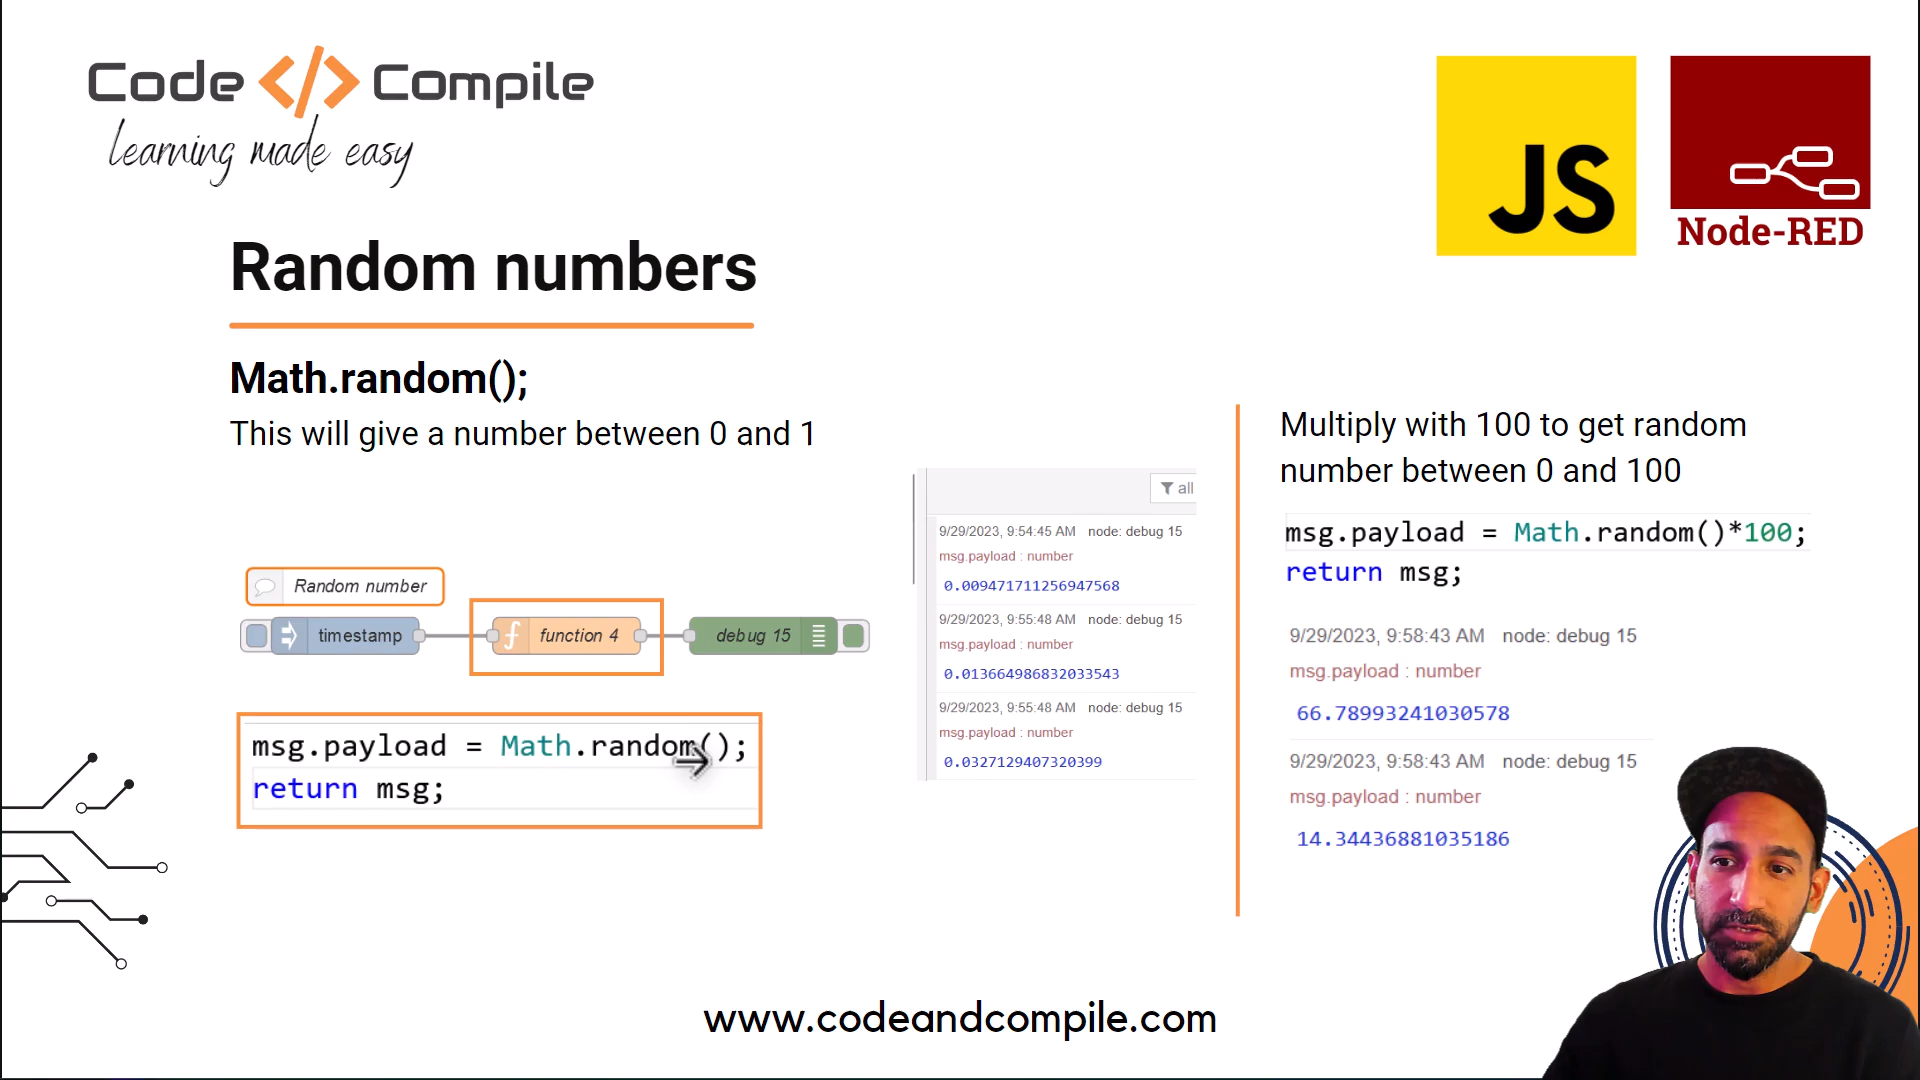 Code </> Compile
learning made easy
JS
Node-RED
Random numbers
Math.random();
This will give a number between 0 and 1
Random number
timestamp
function 4
debug 15
msg.payload = Math.random();
return msg;
all
9/29/2023, 9:54:45 AM node: debug 15
msg.payload : number
0.009471711256947568
9/29/2023, 9:55:48 AM node: debug 15
msg.payload : number
0.013664986832033543
9/29/2023, 9:55:48 AM node: debug 15
msg.payload : number
0.0327129407320399
Multiply with 100 to get random
number between 0 and 100
msg.payload = Math.random()*100;
return msg;
9/29/2023, 9:58:43 AM node: debug 15
msg.payload : number
66.78993241030578
9/29/2023, 9:58:43 AM node: debug 15
msg.payload : number
14.34436881035186
www.codeandcompile.com